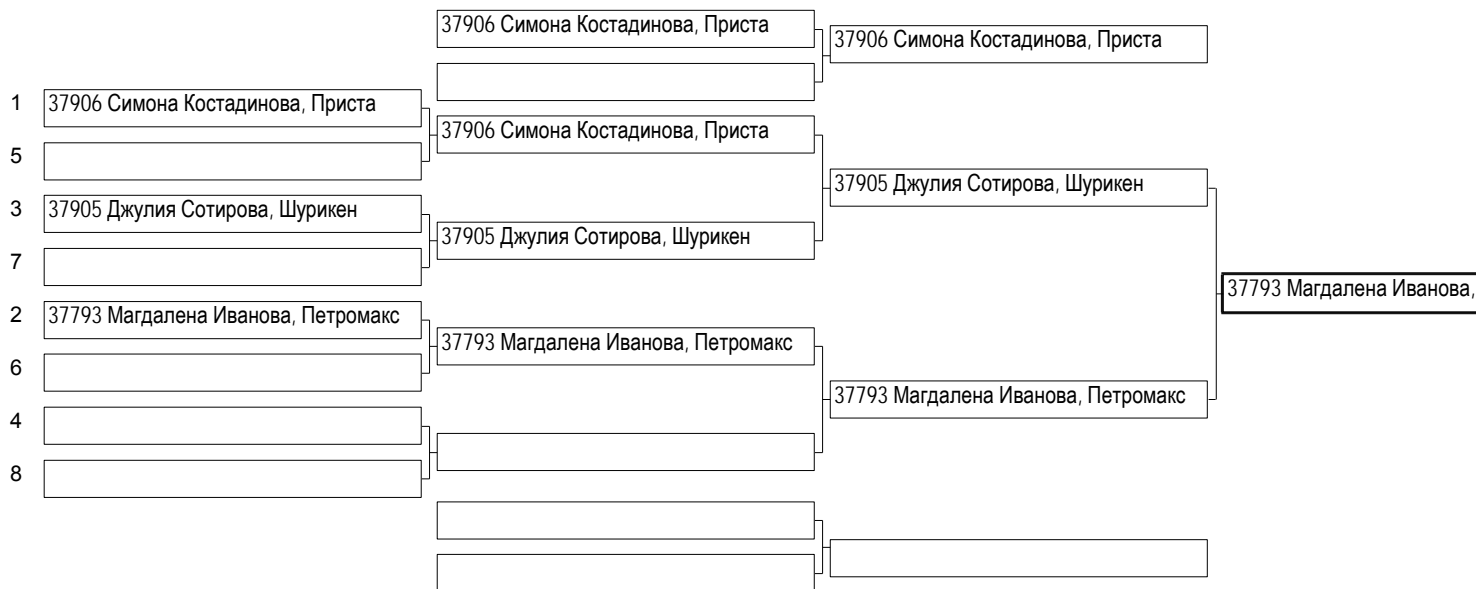 37906 Симона Костадинова, Приста
37906 Симона Костадинова, Приста
1 37906 Симона Костадинова, Приста
37906 Симона Костадинова, Приста
5
37905 Джулия Сотирова, Шурикен
3 37905 Джулия Сотирова, Шурикен
37905 Джулия Сотирова, Шурикен
7
37793 Магдалена Иванова,
2 37793 Магдалена Иванова, Петромакс
37793 Магдалена Иванова, Петромакс
6
37793 Магдалена Иванова, Петромакс
4
8